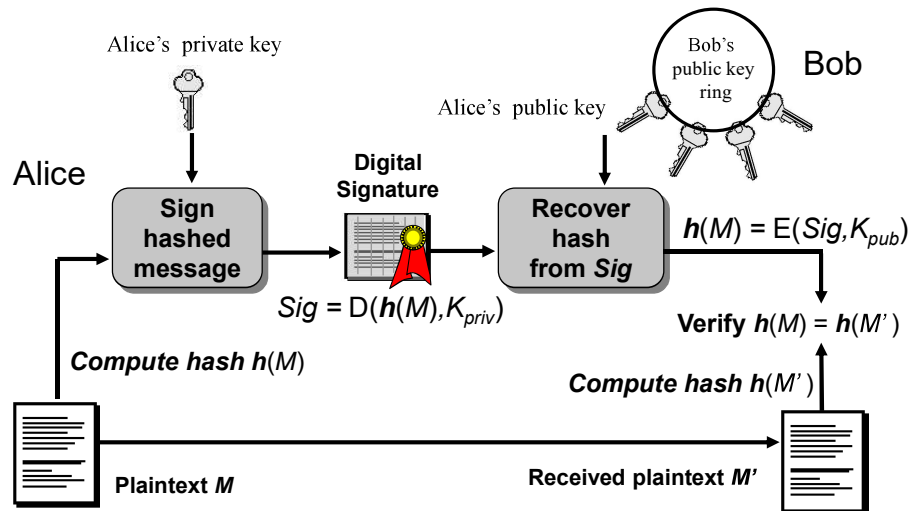 Alice's private key
Bob's
public key
ring
Bob
Alice's public key
Alice
Digital
Signature
Sign
hashed
message
Recover
hash
from Sig
h(M) = E(Sig,Kpub)
Sig = D(h(M),Kpriv)
Verify h(M) = h(M’)
Compute hash h(M)
Compute hash h(M’)
Plaintext M
Received plaintext M’